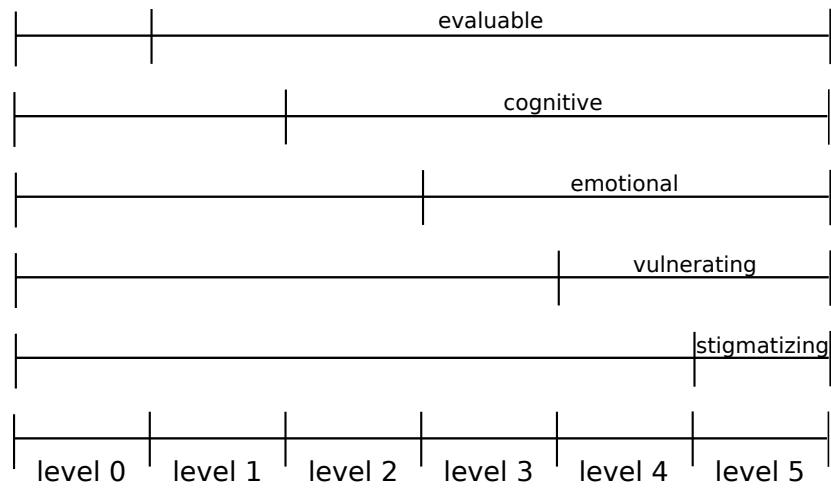 evaluable
cognitive
emotional
vulnerating
stigmatizing
level 0 level 1 level 2 level 3 level 4 level 5